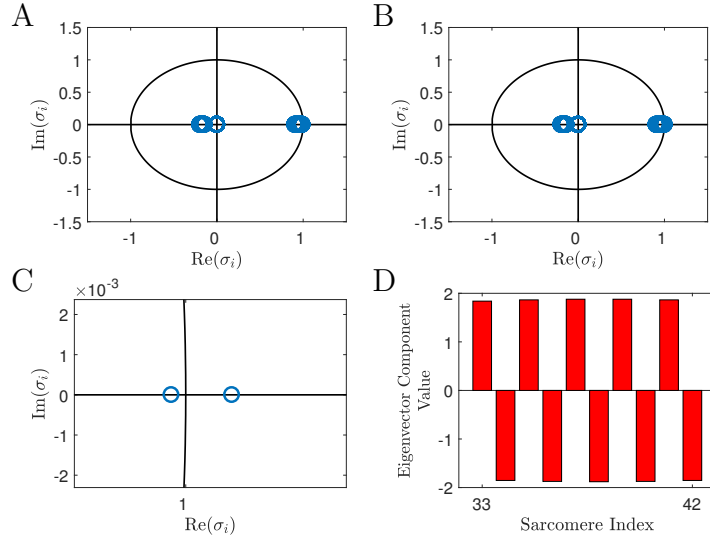 A
1.5
1
0.5
0
-0.5
-1
-1.5
Im(σᵢ)
-1
0
1
Re(σᵢ)
B
1.5
1
0.5
0
-0.5
-1
-1.5
Im(σᵢ)
-1
0
1
Re(σᵢ)
C
×10⁻³
2
1
0
-1
-2
Im(σᵢ)
1
Re(σᵢ)
D
2
1
0
-1
-2
Eigenvector Component
Value
33
42
Sarcomere Index